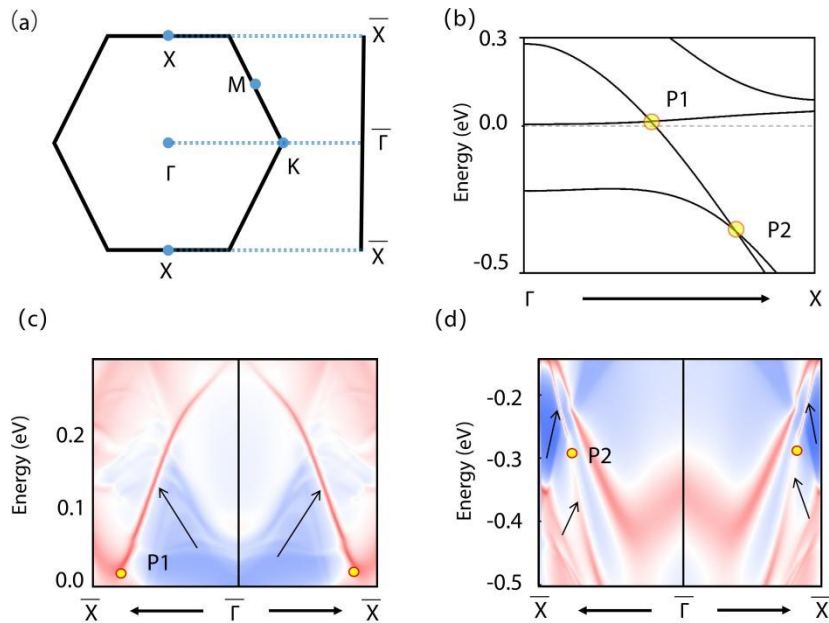 (a)
X
X̅
M
Γ
K
Γ̅
X
X̅
(b)
Energy (eV)
0.3
0.0
-0.5
P1
P2
Γ
X
(c)
Energy (eV)
0.2
0.1
0.0
P1
X̅
Γ̅
X̅
(d)
Energy (eV)
-0.2
-0.3
-0.4
-0.5
P2
X̅
Γ̅
X̅